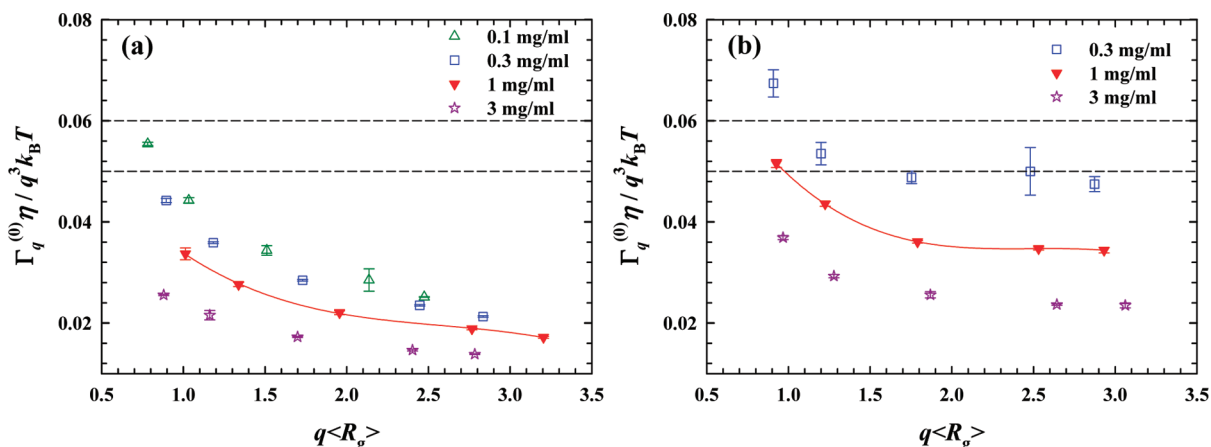 (a)
0.1 mg/ml
0.3 mg/ml
1 mg/ml
3 mg/ml
0.08
0.06
0.04
0.02
Γq(0)η / q³kBT
0.5 1.0 1.5 2.0 2.5 3.0 3.5
q<Rg>
(b)
0.3 mg/ml
1 mg/ml
3 mg/ml
0.08
0.06
0.04
0.02
Γq(0)η / q³kBT
0.5 1.0 1.5 2.0 2.5 3.0 3.5
q<Rg>